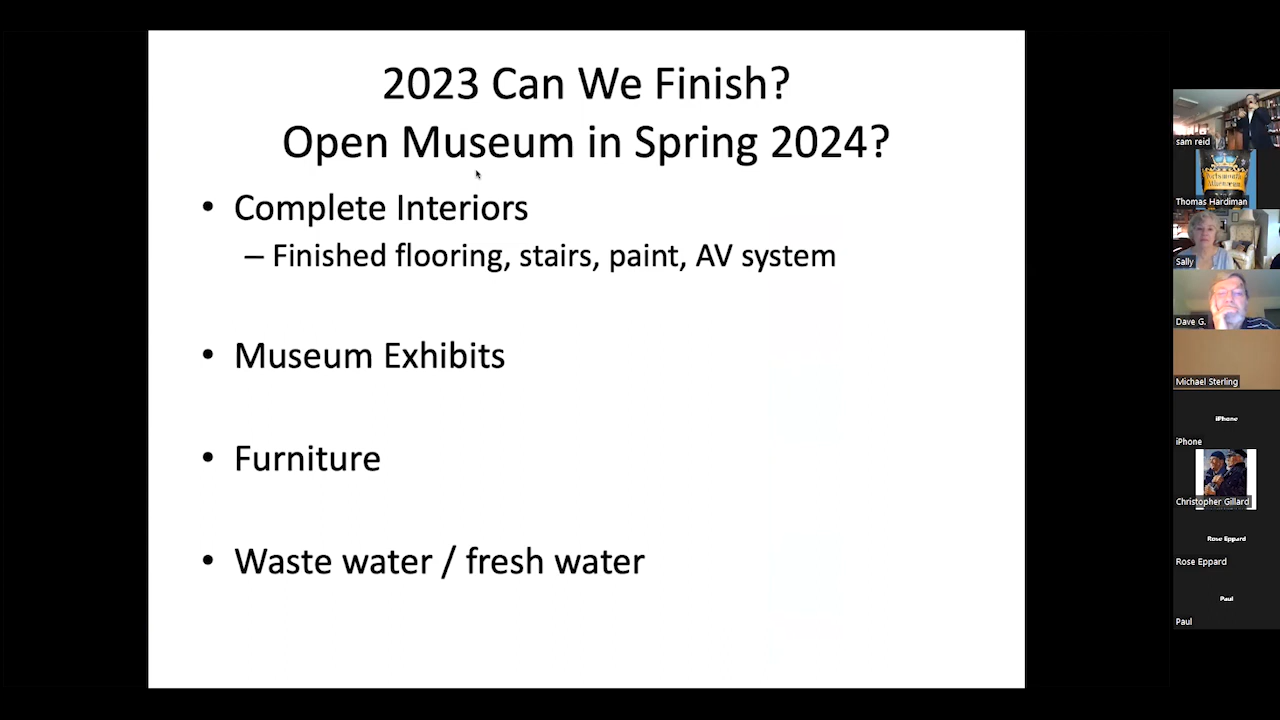 2023 Can We Finish?
Open Museum in Spring 2024?
• Complete Interiors
– Finished flooring, stairs, paint, AV system
• Museum Exhibits
• Furniture
• Waste water / fresh water
sam reid
Portsmouth
Athenæum
Thomas Hardiman
Sally
Dave G.
Michael Sterling
iPhone
iPhone
Christopher Gillard
Rose Eppard
Rose Eppard
Paul
Paul